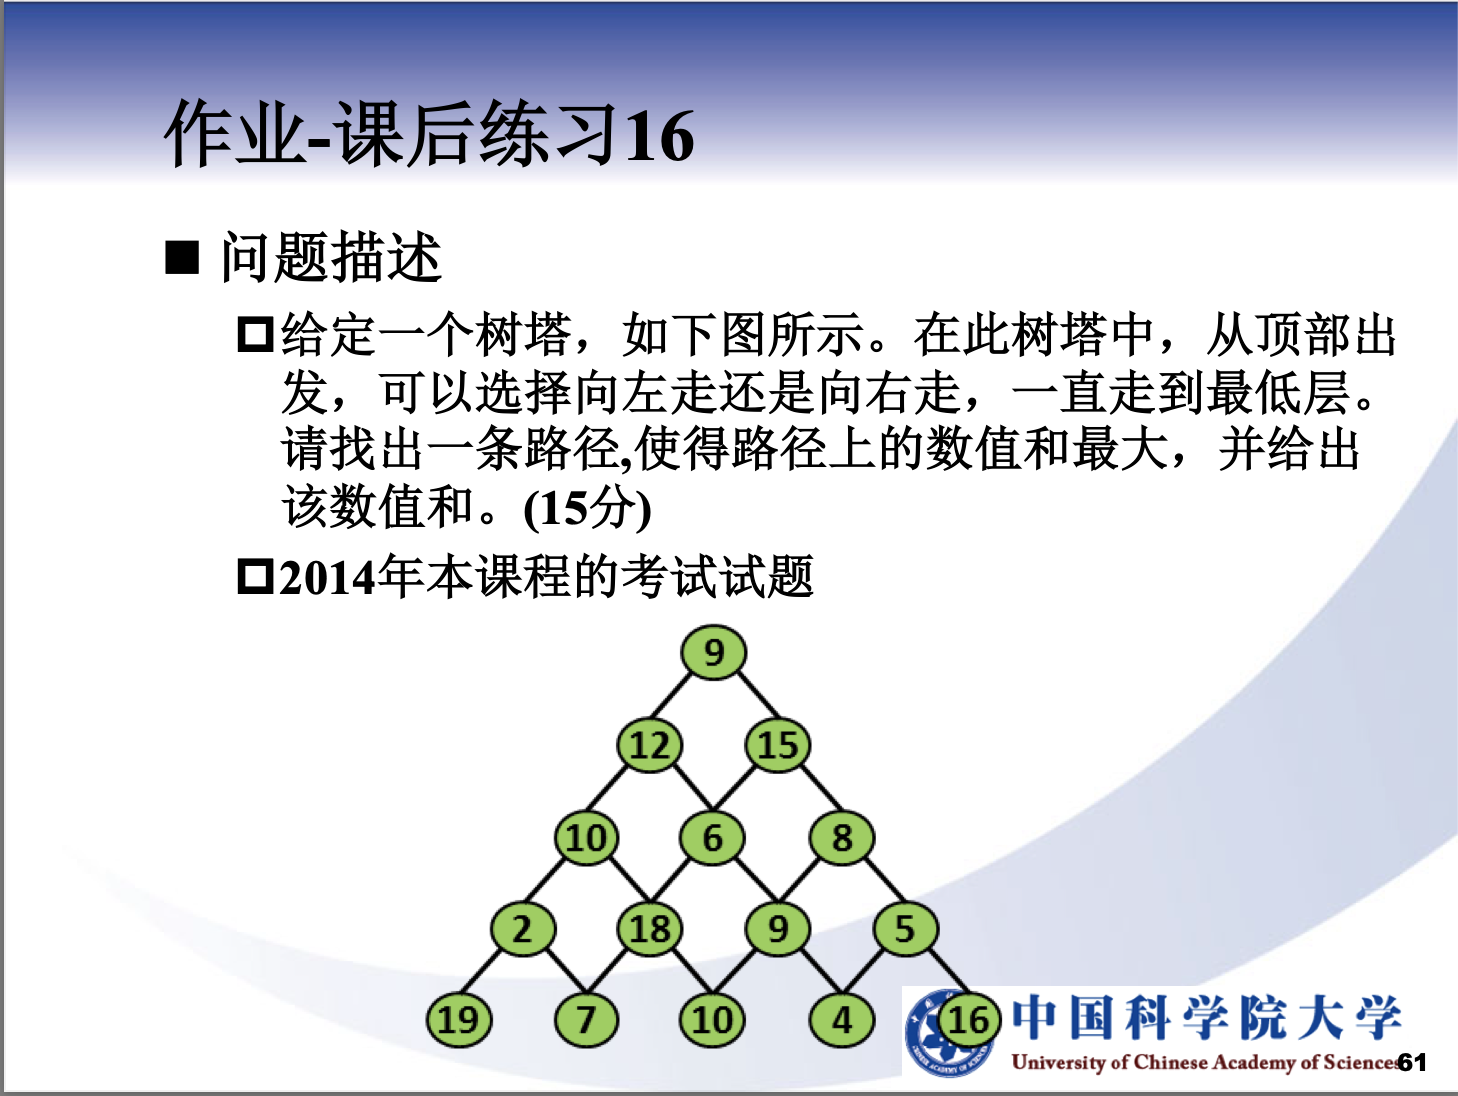 作业-课后练习16
■ 问题描述
给定一个树塔，如下图所示。在此树塔中，从顶部出
发，可以选择向左走还是向右走，一直走到最低层。
请找出一条路径,使得路径上的数值和最大，并给出
该数值和。(15分)
2014年本课程的考试试题
9
12 15
10 6 8
2 18 9 5
19 7 10 4 16
中国科学院大学
University of Chinese Academy of Sciences
61